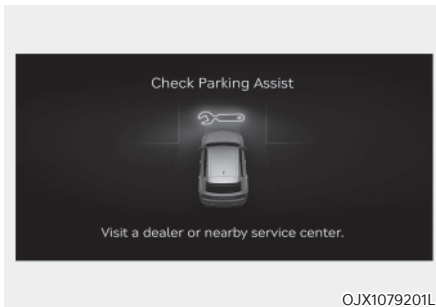 Check Parking Assist
Visit a dealer or nearby service center.
OJX1079201L